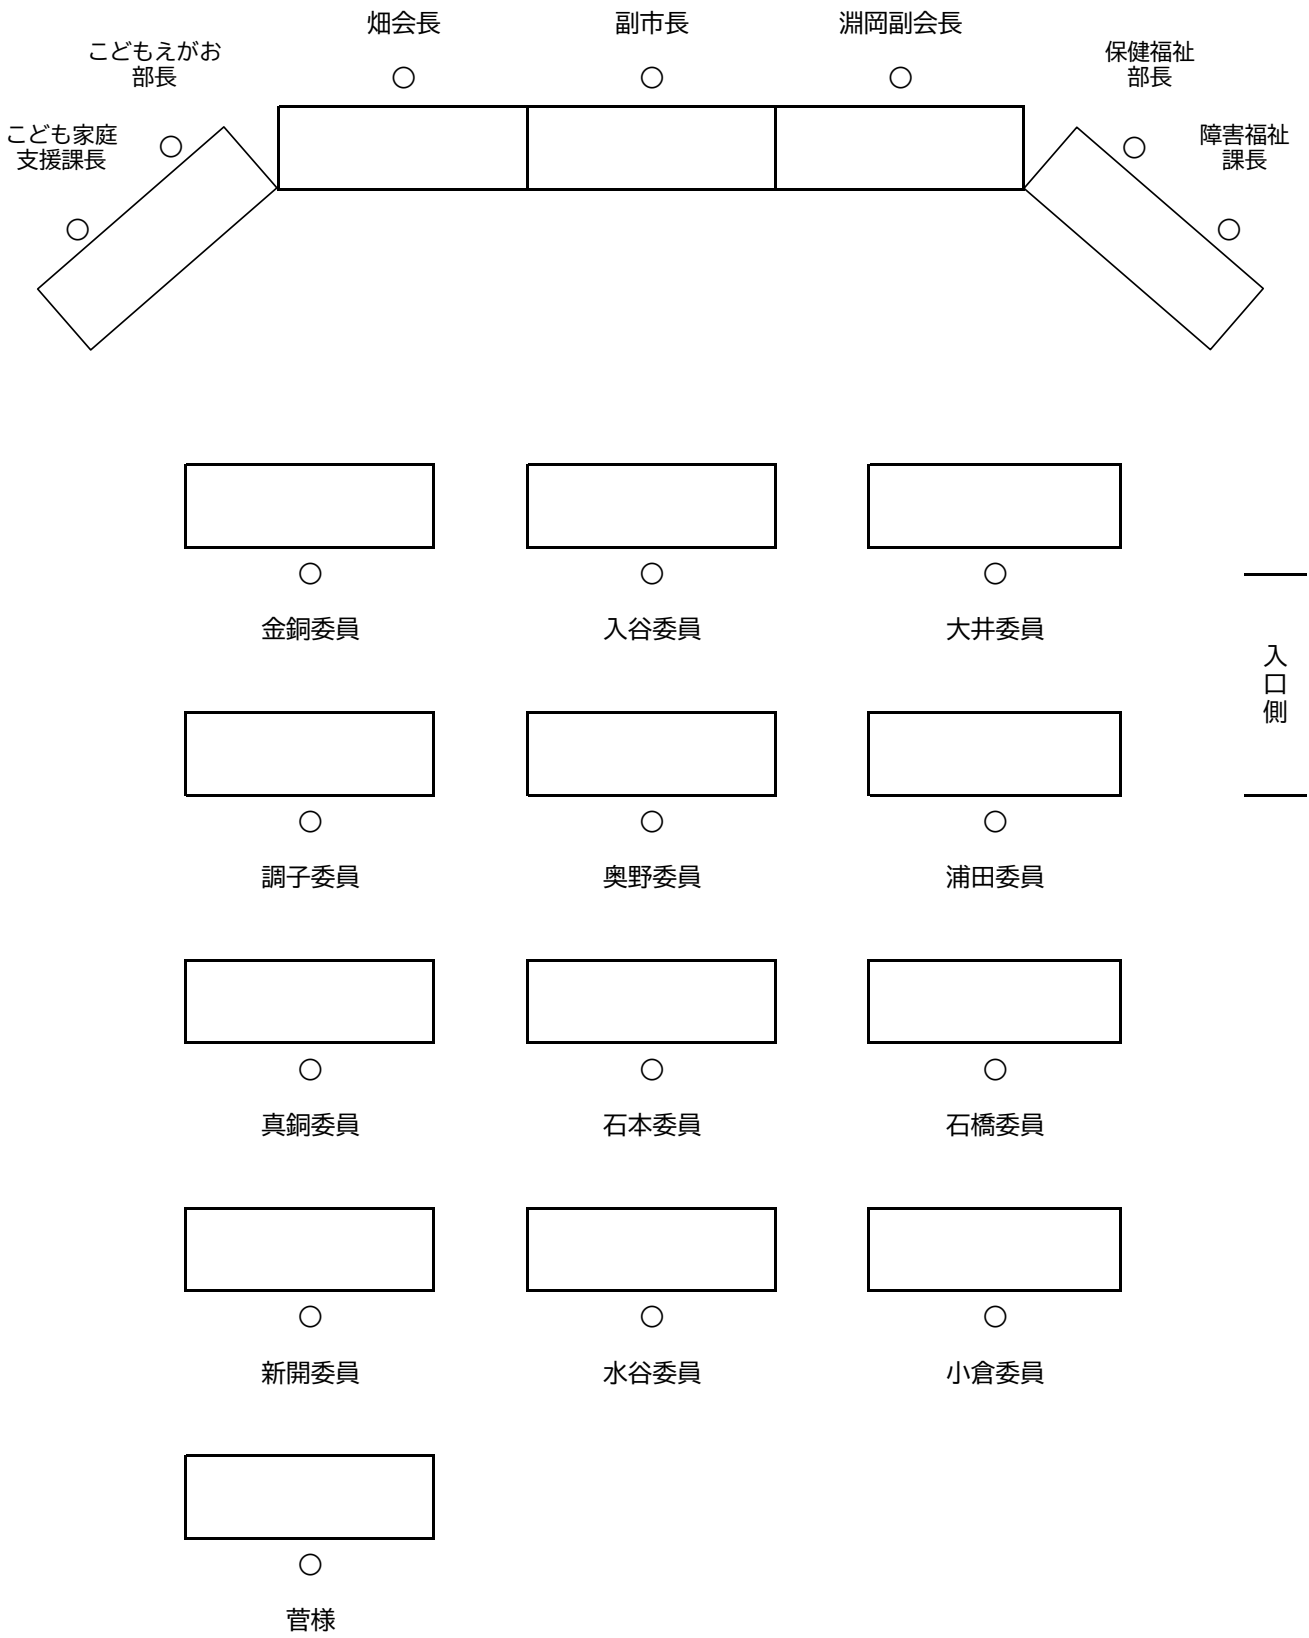 畑会長
副市長
淵岡副会長
こどもえがお
部長
保健福祉
部長
こども家庭
支援課長
障害福祉
課長
金銅委員
入谷委員
大井委員
入口側
調子委員
奥野委員
浦田委員
真銅委員
石本委員
石橋委員
新開委員
水谷委員
小倉委員
菅様